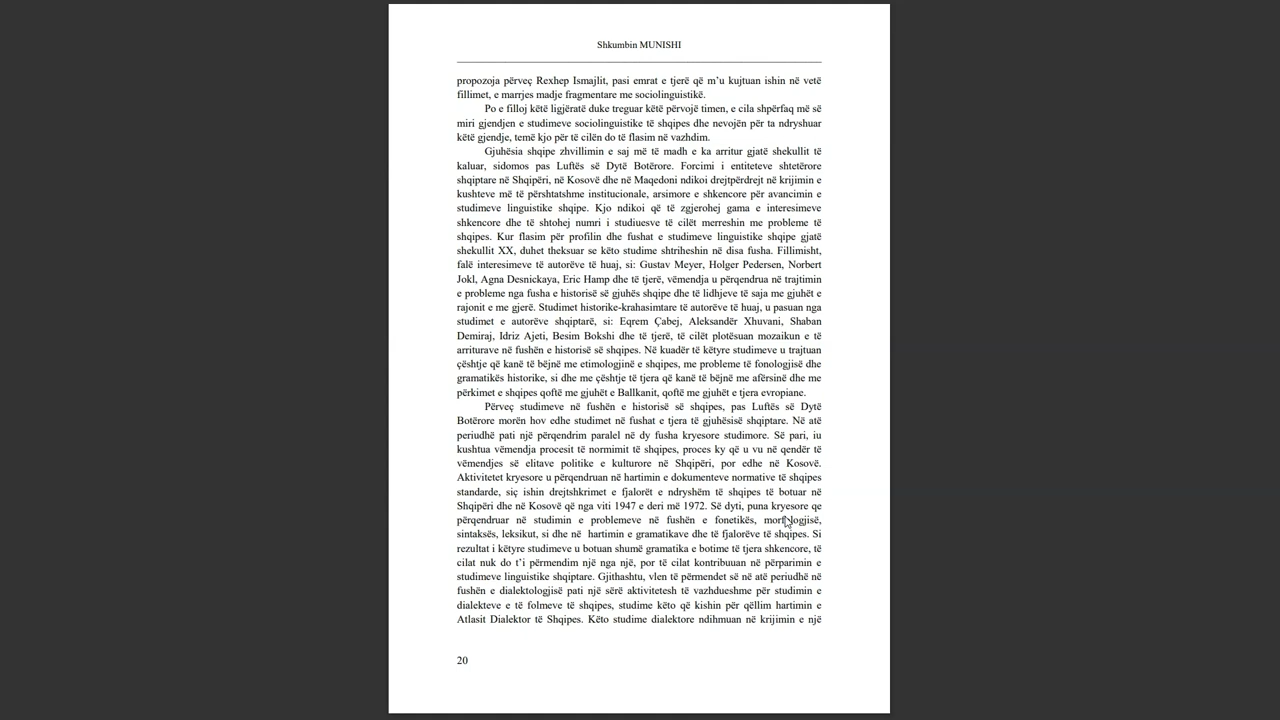 Shkumbin MUNISHI
propozoja përveç Rexhep Ismajlit, pasi emrat e tjerë që m’u kujtuan ishin në vetë
fillimet, e marrjes madje fragmentare me sociolinguistikë.
Po e filloj këtë ligjëratë duke treguar këtë përvojë timen, e cila shpërfaq më së
miri gjendjen e studimeve sociolinguistike të shqipes dhe nevojën për ta ndryshuar
këtë gjendje, temë kjo për të cilën do të flasim në vazhdim.
Gjuhësia shqipe zhvillimin e saj më të madh e ka arritur gjatë shekullit të
kaluar, sidomos pas Luftës së Dytë Botërore. Forcimi i entiteteve shtetërore
shqiptare në Shqipëri, në Kosovë dhe në Maqedoni ndikoi drejtpërdrejt në krijimin e
kushteve më të përshtatshme institucionale, arsimore e shkencore për avancimin e
studimeve linguistike shqipe. Kjo ndikoi që të zgjerohej gama e interesimeve
shkencore dhe të shtohej numri i studiuesve të cilët merreshin me probleme të
shqipes. Kur flasim për profilin dhe fushat e studimeve linguistike shqipe gjatë
shekullit XX, duhet theksuar se këto studime shtriheshin në disa fusha. Fillimisht,
falë interesimeve të autorëve të huaj, si: Gustav Meyer, Holger Pedersen, Norbert
Jokl, Agna Desnickaya, Eric Hamp dhe të tjerë, vëmendja u përqendrua në trajtimin
e probleme nga fusha e historisë së gjuhës shqipe dhe të lidhjeve të saja me gjuhët e
rajonit e me gjerë. Studimet historike-krahasimtare të autorëve të huaj, u pasuan nga
studimet e autorëve shqiptarë, si: Eqrem Çabej, Aleksandër Xhuvani, Shaban
Demiraj, Idriz Ajeti, Besim Bokshi dhe të tjerë, të cilët plotësuan mozaikun e të
arriturave në fushën e historisë së shqipes. Në kuadër të këtyre studimeve u trajtuan
çështje që kanë të bëjnë me etimologjinë e shqipes, me probleme të fonologjisë dhe
gramatikës historike, si dhe me çështje të tjera që kanë të bëjnë me afërsinë dhe me
përkimet e shqipes qoftë me gjuhët e Ballkanit, qoftë me gjuhët e tjera evropiane.
Përveç studimeve në fushën e historisë së shqipes, pas Luftës së Dytë
Botërore morën hov edhe studimet në fushat e tjera të gjuhësisë shqiptare. Në atë
periudhë pati një përqendrim paralel në dy fusha kryesore studimore. Së pari, iu
kushtua vëmendja procesit të normimit të shqipes, proces ky që u vu në qendër të
vëmendjes së elitave politike e kulturore në Shqipëri, por edhe në Kosovë.
Aktivitetet kryesore u përqendruan në hartimin e dokumenteve normative të shqipes
standarde, siç ishin drejtshkrimet e fjalorët e ndryshëm të shqipes të botuar në
Shqipëri dhe në Kosovë që nga viti 1947 e deri më 1972. Së dyti, puna kryesore qe
përqendruar në studimin e problemeve në fushën e fonetikës, morfologjisë,
sintaksës, leksikut, si dhe në hartimin e gramatikave dhe të fjalorëve të shqipes. Si
rezultat i këtyre studimeve u botuan shumë gramatika e botime të tjera shkencore, të
cilat nuk do t’i përmendim një nga një, por të cilat kontribuuan në përparimin e
studimeve linguistike shqiptare. Gjithashtu, vlen të përmendet së në atë periudhë në
fushën e dialektologjisë pati një sërë aktivitetesh të vazhdueshme për studimin e
dialekteve e të folmeve të shqipes, studime këto që kishin për qëllim hartimin e
Atlasit Dialektor të Shqipes. Këto studime dialektore ndihmuan në krijimin e një
20